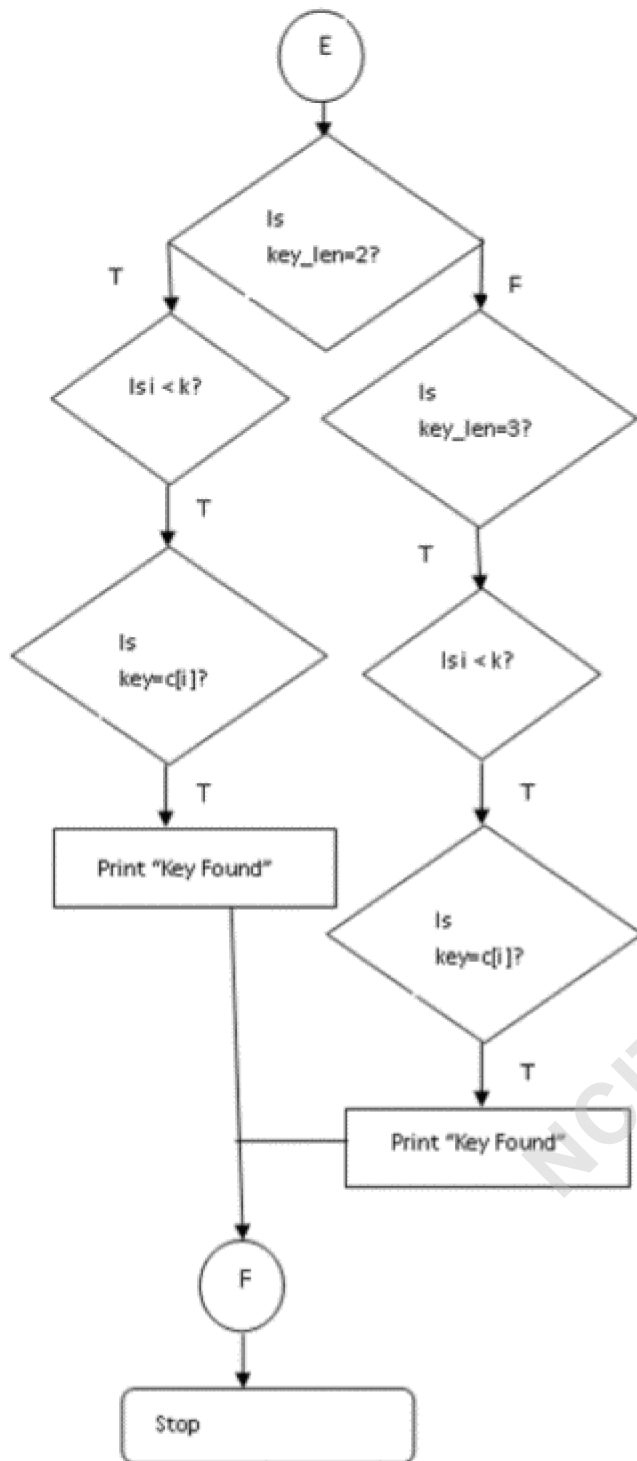 E
Is
key_len=2?
T
F
Is i < k?
Is
key_len=3?
T
T
Is
key=c[i]?
Is i < k?
T
T
Print “Key Found”
Is
key=c[i]?
T
Print “Key Found”
F
Stop